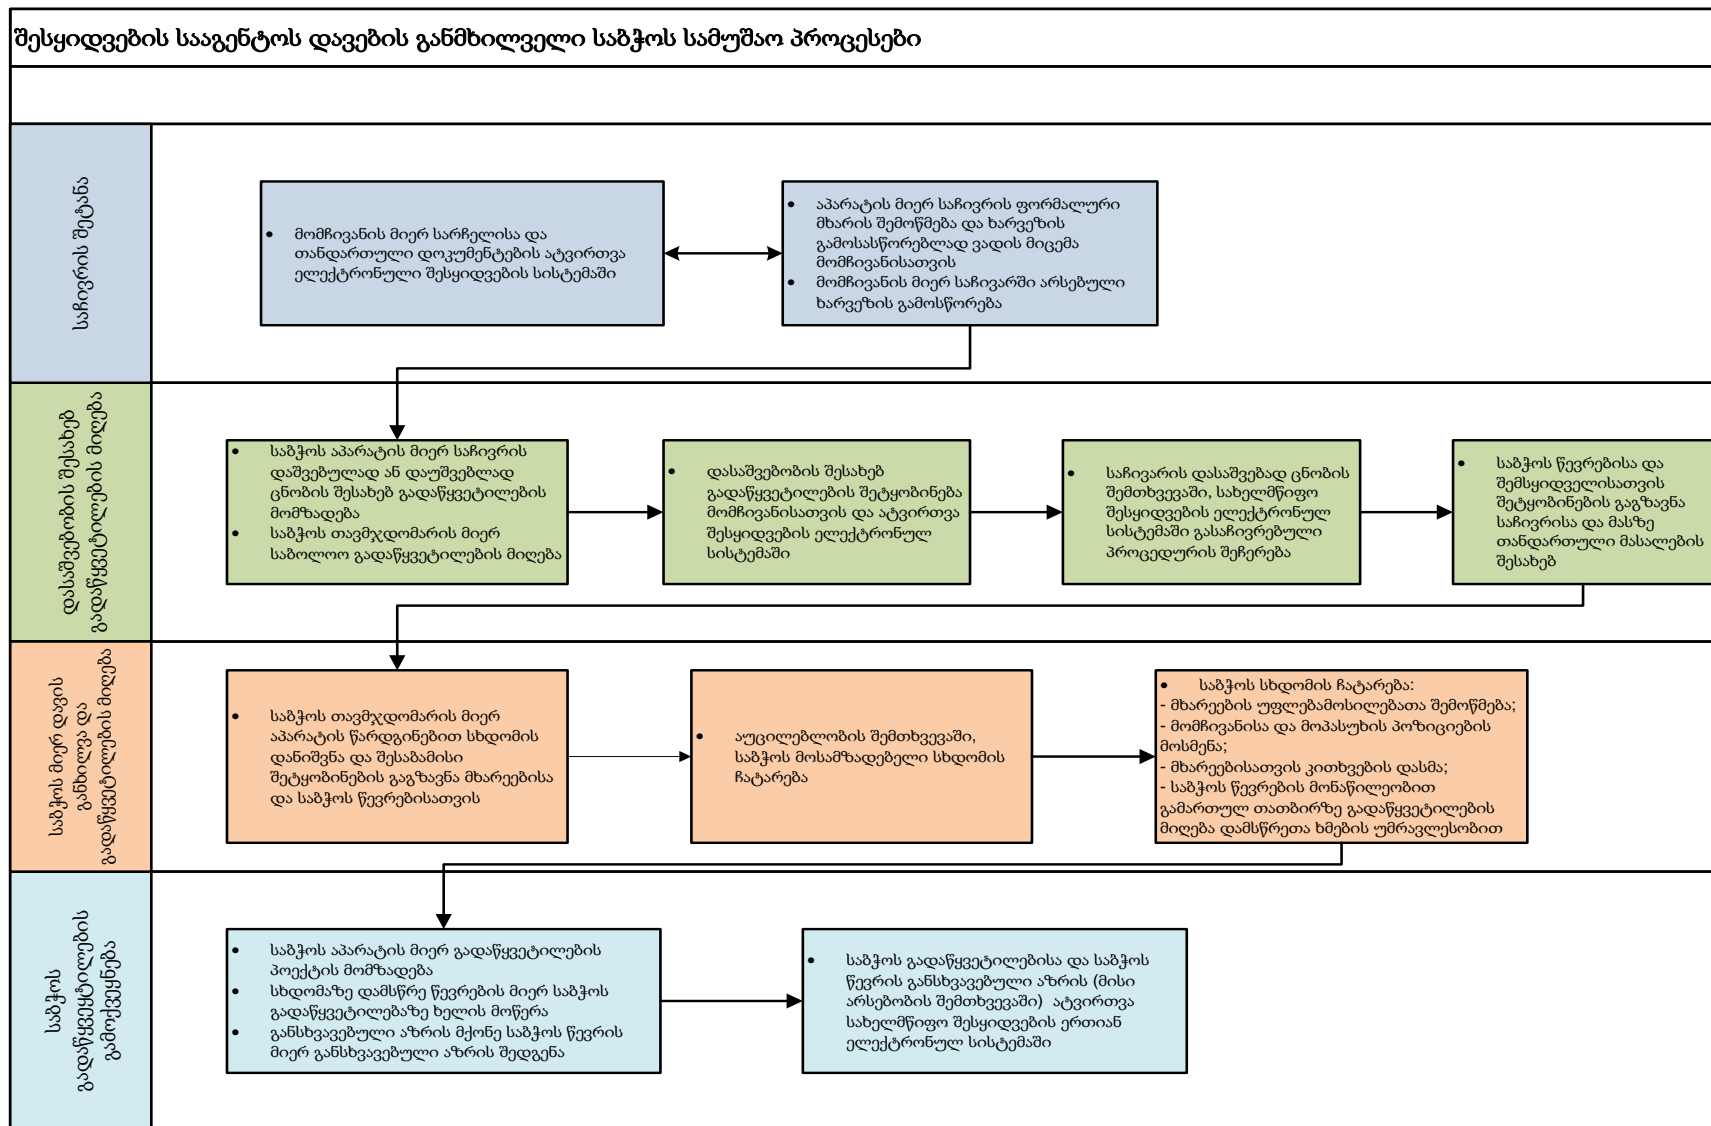 შესყიდვების სააგენტოს დავების განმხილველი საბჭოს სამუშაო პროცესები
საჩივრის შეტანა
• მომჩივანის მიერ სარჩელისა და
თანდართული დოკუმენტების ატვირთვა
ელექტრონული შესყიდვების სისტემაში
• აპარატის მიერ საჩივრის ფორმალური
მხარის შემოწმება და ხარვეზის
გამოსასწორებლად ვადის მიცემა
მომჩივანისათვის
• მომჩივანის მიერ საჩივარში არსებული
ხარვეზის გამოსწორება
დასაშვებობის შესახებ
გადაწყვეტილების მიღება
• საბჭოს აპარატის მიერ საჩივრის
დაშვებულად ან დაუშვებლად
ცნობის შესახებ გადაწყვეტილების
მომზადება
• საბჭოს თავმჯდომარის მიერ
საბოლოო გადაწყვეტილების მიღება
• დასაშვებობის შესახებ
გადაწყვეტილების შეტყობინება
მომჩივანისათვის და ატვირთვა
შესყიდვების ელექტრონულ
სისტემაში
• საჩივარის დასაშვებად ცნობის
შემთხვევაში, სახელმწიფო
შესყიდვების ელექტრონულ
სისტემაში გასაჩივრებული
პროცედურის შეჩერება
• საბჭოს წევრებისა და
შემსყიდველისათვის
შეტყობინების გაგზავნა
საჩივრისა და მასზე
თანდართული მასალების
შესახებ
საბჭოს მიერ დავის
განხილვა და
გადაწყვეტილების მიღება
• საბჭოს თავმჯდომარის მიერ
აპარატის წარდგინებით სხდომის
დანიშვნა და შესაბამისი
შეტყობინების გაგზავნა მხარეებისა
და საბჭოს წევრებისათვის
• აუცილებლობის შემთხვევაში,
საბჭოს მოსამზადებელი სხდომის
ჩატარება
• საბჭოს სხდომის ჩატარება:
- მხარეების უფლებამოსილებათა შემოწმება;
- მომჩივანისა და მოპასუხის პოზიციების
მოსმენა;
- მხარეებისათვის კითხვების დასმა;
- საბჭოს წევრების მონაწილეობით
გამართულ თათბირზე გადაწყვეტილების
მიღება დამსწრეთა ხმების უმრავლესობით
საბჭოს
გადაწყვეეტილების
გამოქვეყნება
• საბჭოს აპარატის მიერ გადაწყვეტილების
პოექტის მომზადება
• სხდომაზე დამსწრე წევრების მიერ საბჭოს
გადაწყვეტილებაზე ხელის მოწერა
• განსხვავებული აზრის მქონე საბჭოს წევრის
მიერ განსხვავებული აზრის შედგენა
• საბჭოს გადაწყვეტილებისა და საბჭოს
წევრის განსხვავებული აზრის (მისი
არსებობის შემთხვევაში) ატვირთვა
სახელმწიფო შესყიდვების ერთიან
ელექტრონულ სისტემაში